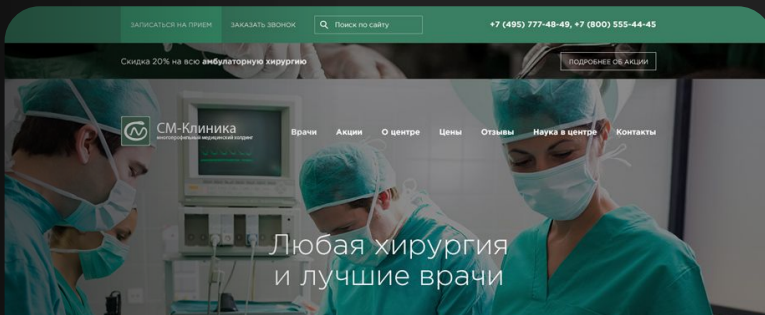 ЗАПИСАТЬСЯ НА ПРИЕМ
ЗАКАЗАТЬ ЗВОНОК
Поиск по сайту
+7 (495) 777-48-49, +7 (800) 555-44-45
Скидка 20% на всю амбулаторную хирургию
ПОДРОБНЕЕ ОБ АКЦИИ
СМ-Клиника
многопрофильный медицинский холдинг
Врачи
Акции
О центре
Цены
Отзывы
Наука в центре
Контакты
Любая хирургия
и лучшие врачи